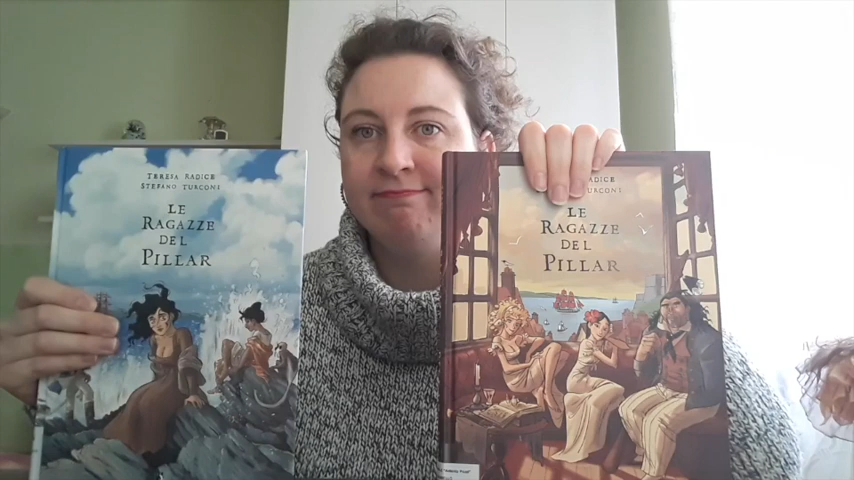 TERESA RADICE
STEFANO TURCONI
LE
RAGAZZE
DEL
PILLAR
RADICE
TURCONI
LE
RAGAZZE
DEL
PILLAR